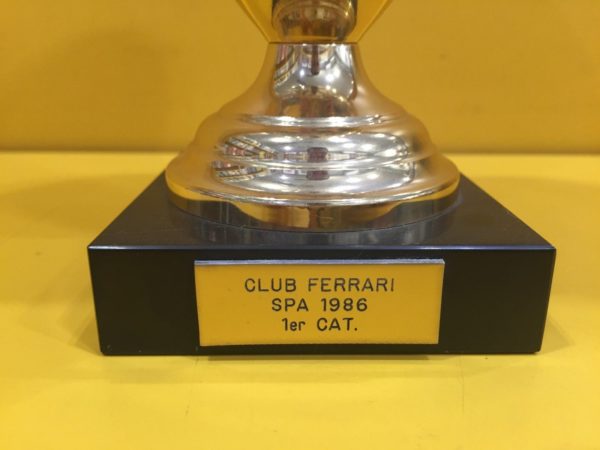 CLUB FERRARI
SPA 1986
1er CAT.